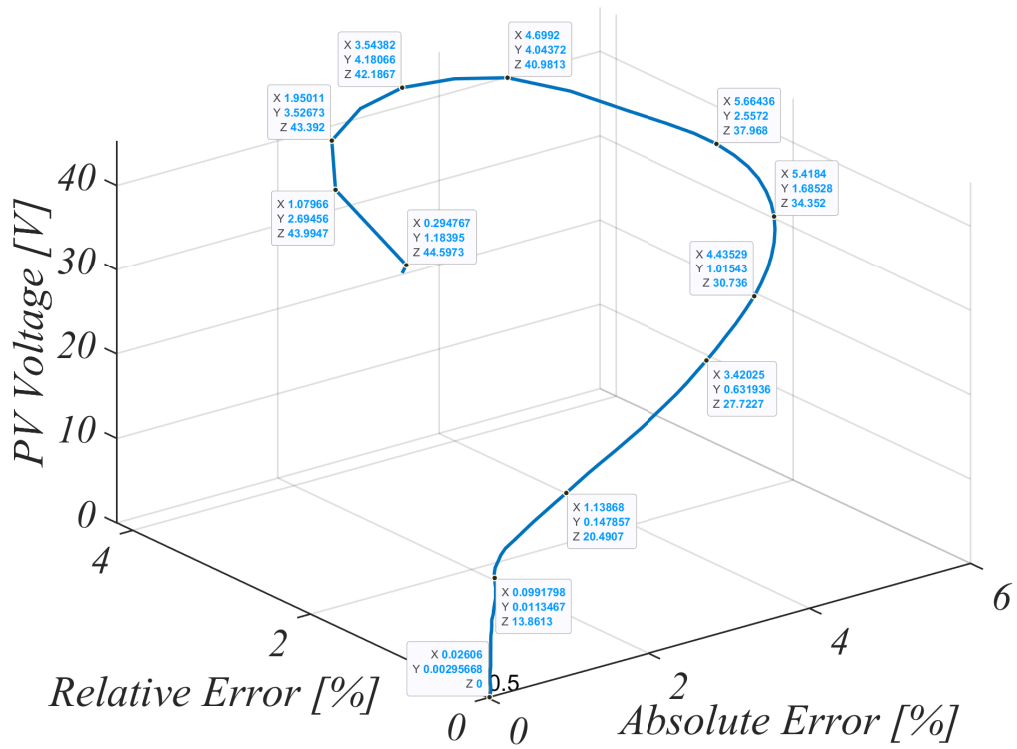 X 4.6992
Y 4.04372
Z 40.9813
X 3.54382
Y 4.18066
Z 42.1867
X 1.95011
Y 3.52673
Z 43.392
X 5.66436
Y 2.5572
Z 37.968
X 5.4184
Y 1.68528
Z 34.352
X 1.07966
Y 2.69456
Z 43.9947
X 0.294767
Y 1.18395
Z 44.5973
X 4.43529
Y 1.01543
Z 30.736
X 3.42025
Y 0.631936
Z 27.7227
X 1.13868
Y 0.147857
Z 20.4907
X 0.0991798
Y 0.0113467
Z 13.8613
X 0.02606
Y 0.00295668
Z 0
0.5
PV Voltage [V]
40
30
20
10
0
4
2
0
Relative Error [%]
0
2
4
6
Absolute Error [%]